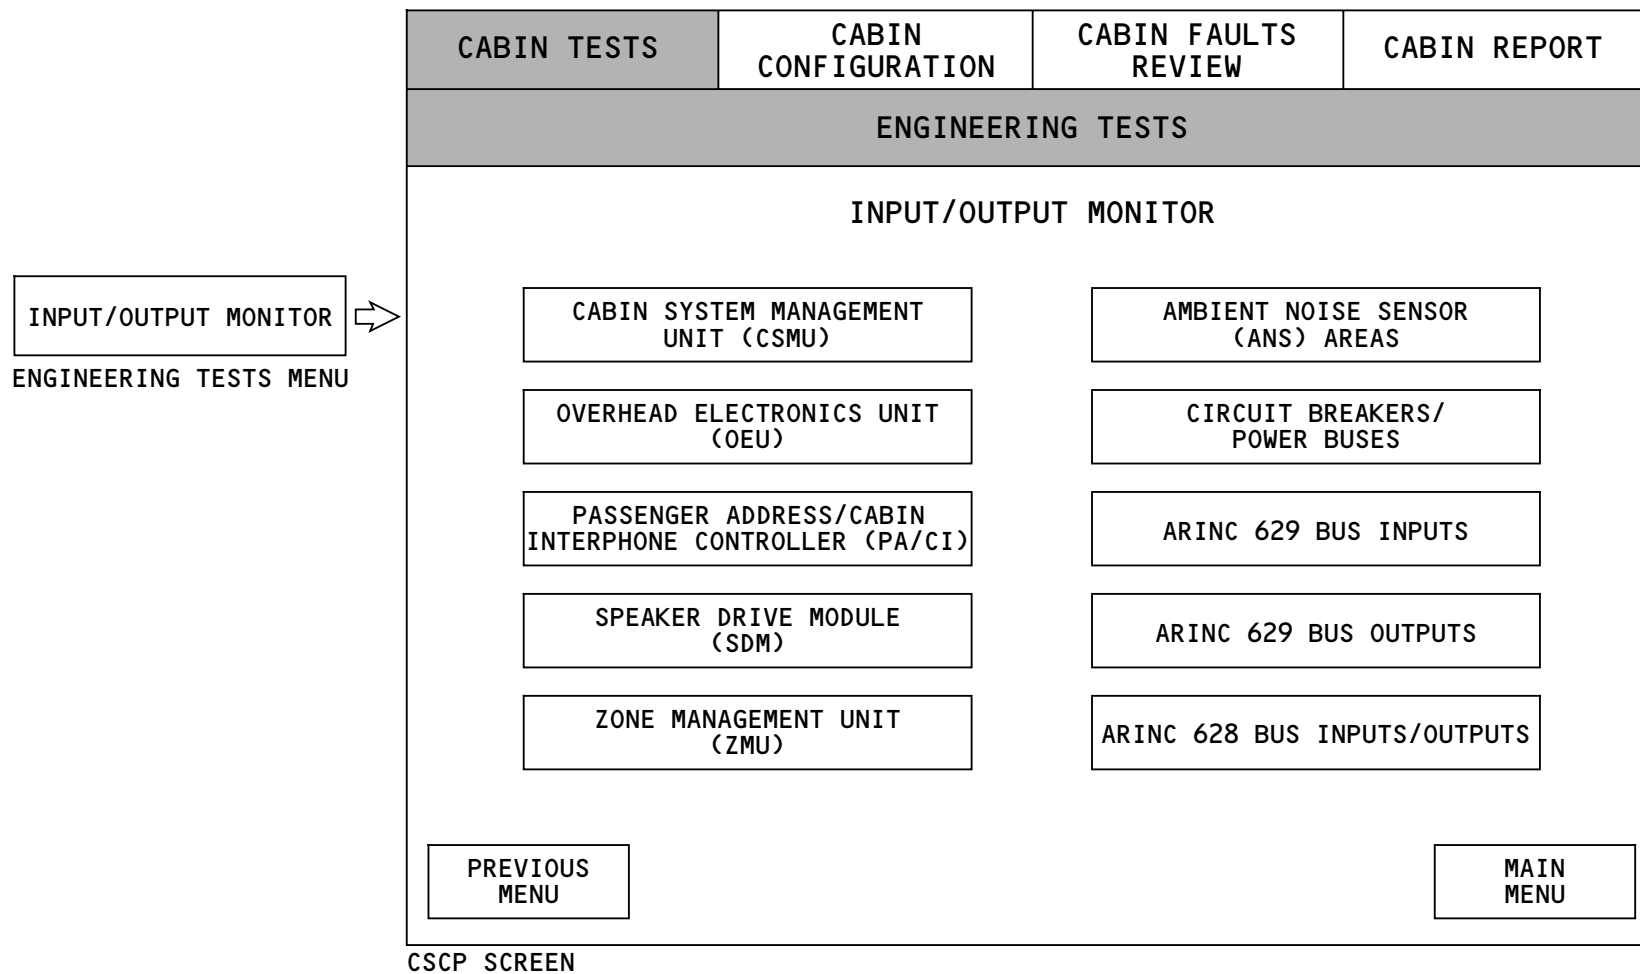 CABIN TESTS
CABIN
CONFIGURATION
CABIN FAULTS
REVIEW
CABIN REPORT
ENGINEERING TESTS
INPUT/OUTPUT MONITOR
INPUT/OUTPUT MONITOR
ENGINEERING TESTS MENU
CABIN SYSTEM MANAGEMENT
UNIT (CSMU)
OVERHEAD ELECTRONICS UNIT
(OEU)
PASSENGER ADDRESS/CABIN
INTERPHONE CONTROLLER (PA/CI)
SPEAKER DRIVE MODULE
(SDM)
ZONE MANAGEMENT UNIT
(ZMU)
AMBIENT NOISE SENSOR
(ANS) AREAS
CIRCUIT BREAKERS/
POWER BUSES
ARINC 629 BUS INPUTS
ARINC 629 BUS OUTPUTS
ARINC 628 BUS INPUTS/OUTPUTS
PREVIOUS
MENU
MAIN
MENU
CSCP SCREEN